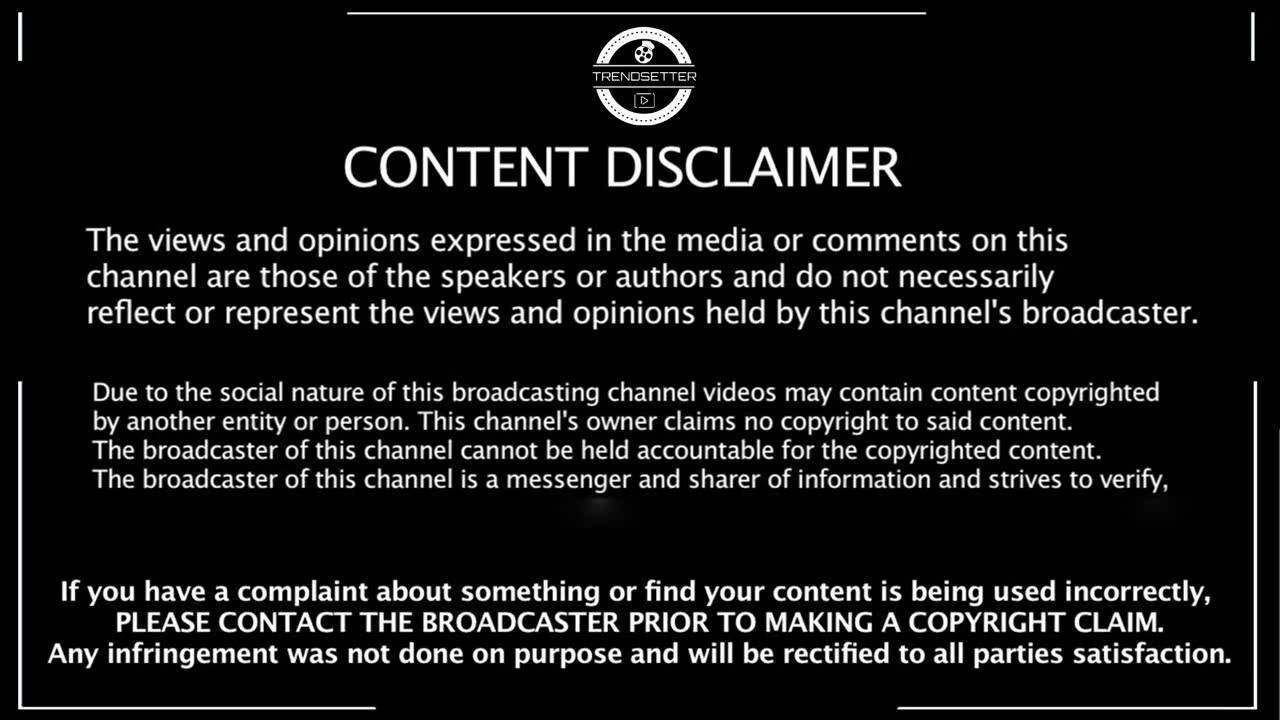 TRENDSETTER
CONTENT DISCLAIMER
The views and opinions expressed in the media or comments on this
channel are those of the speakers or authors and do not necessarily
reflect or represent the views and opinions held by this channel's broadcaster.
Due to the social nature of this broadcasting channel videos may contain content copyrighted
by another entity or person. This channel's owner claims no copyright to said content.
The broadcaster of this channel cannot be held accountable for the copyrighted content.
The broadcaster of this channel is a messenger and sharer of information and strives to verify,
If you have a complaint about something or find your content is being used incorrectly,
PLEASE CONTACT THE BROADCASTER PRIOR TO MAKING A COPYRIGHT CLAIM.
Any infringement was not done on purpose and will be rectified to all parties satisfaction.